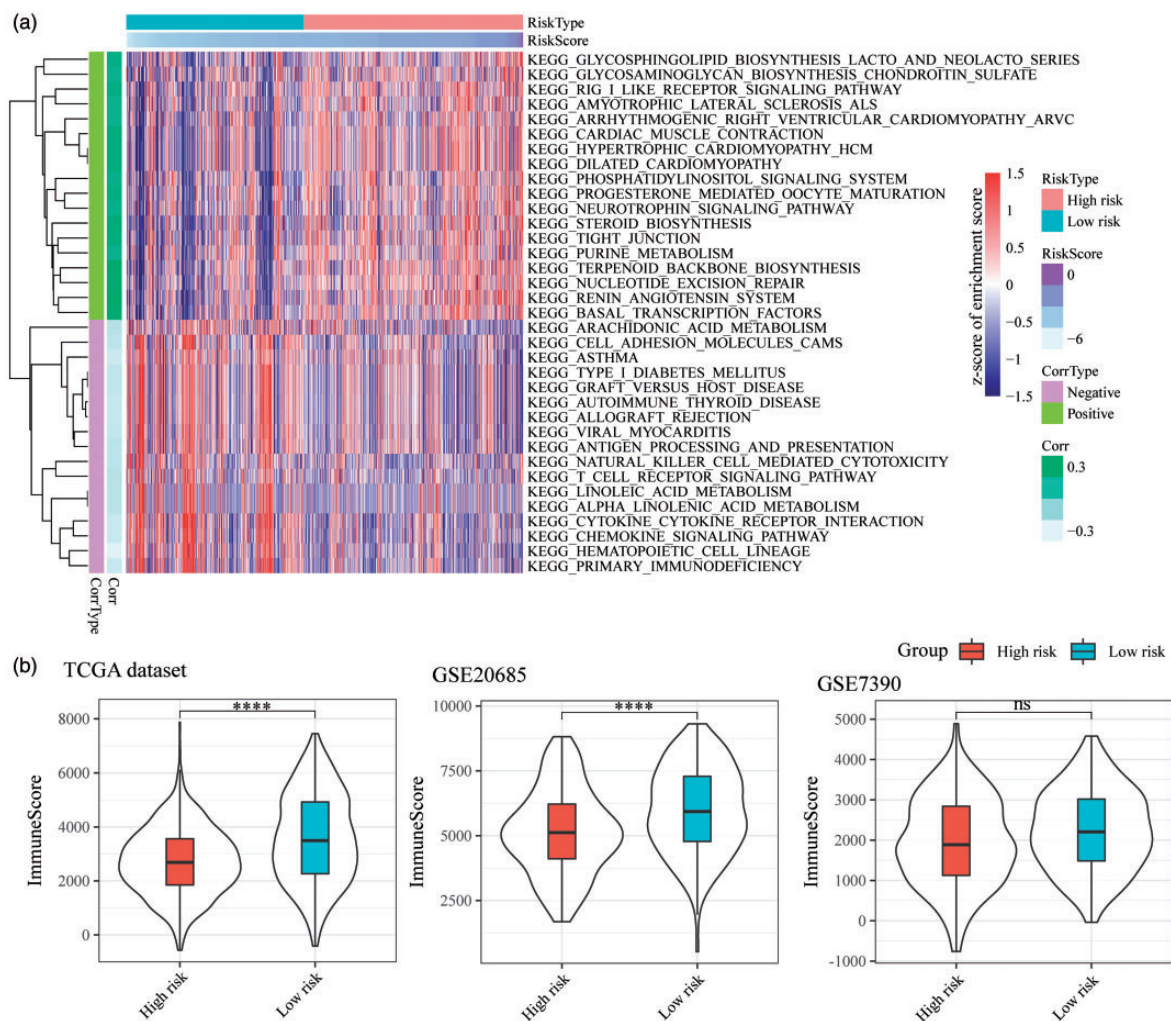 (a)
RiskType
RiskScore
KEGG_GLYCOSPHINGOLIPID_BIOSYNTHESIS_LACTO_AND_NEOLACTO_SERIES
KEGG_GLYCOSAMINOGLYCAN_BIOSYNTHESIS_CHONDROITIN_SULFATE
KEGG_RIG_I_LIKE_RECEPTOR_SIGNALING_PATHWAY
KEGG_AMYOTROPHIC_LATERAL_SCLEROSIS_ALS
KEGG_ARRHYTHMOGENIC_RIGHT_VENTRICULAR_CARDIOMYOPATHY_ARVC
KEGG_CARDIAC_MUSCLE_CONTRACTION
KEGG_HYPERTROPHIC_CARDIOMYOPATHY_HCM
KEGG_DILATED_CARDIOMYOPATHY
KEGG_PHOSPHATIDYLINOSITOL_SIGNALING_SYSTEM
KEGG_PROGESTERONE_MEDIATED_OOCYTE_MATURATION
KEGG_NEUROTROPHIN_SIGNALING_PATHWAY
KEGG_STEROID_BIOSYNTHESIS
KEGG_TIGHT_JUNCTION
KEGG_PURINE_METABOLISM
KEGG_TERPENOID_BACKBONE_BIOSYNTHESIS
KEGG_NUCLEOTIDE_EXCISION_REPAIR
KEGG_RENIN_ANGIOTENSIN_SYSTEM
KEGG_BASAL_TRANSCRIPTION_FACTORS
KEGG_ARACHIDONIC_ACID_METABOLISM
KEGG_CELL_ADHESION_MOLECULES_CAMS
KEGG_ASTHMA
KEGG_TYPE_I_DIABETES_MELLITUS
KEGG_GRAFT_VERSUS_HOST_DISEASE
KEGG_AUTOIMMUNE_THYROID_DISEASE
KEGG_ALLOGRAFT_REJECTION
KEGG_VIRAL_MYOCARDITIS
KEGG_ANTIGEN_PROCESSING_AND_PRESENTATION
KEGG_NATURAL_KILLER_CELL_MEDIATED_CYTOTOXICITY
KEGG_T_CELL_RECEPTOR_SIGNALING_PATHWAY
KEGG_LINOLEIC_ACID_METABOLISM
KEGG_ALPHA_LINOLENIC_ACID_METABOLISM
KEGG_CYTOKINE_CYTOKINE_RECEPTOR_INTERACTION
KEGG_CHEMOKINE_SIGNALING_PATHWAY
KEGG_HEMATOPOIETIC_CELL_LINEAGE
KEGG_PRIMARY_IMMUNODEFICIENCY
CorrType
Corr
z-score of enrichment score
1.5
1
0.5
0
−0.5
−1
−1.5
RiskType
High risk
Low risk
RiskScore
0
−6
CorrType
Negative
Positive
Corr
0.3
−0.3
(b)
Group
High risk
Low risk
TCGA dataset
****
ImmuneScore
8000
6000
4000
2000
0
High risk
Low risk
GSE20685
****
ImmuneScore
10000
7500
5000
2500
High risk
Low risk
GSE7390
ns
ImmuneScore
5000
4000
3000
2000
1000
0
-1000
High risk
Low risk